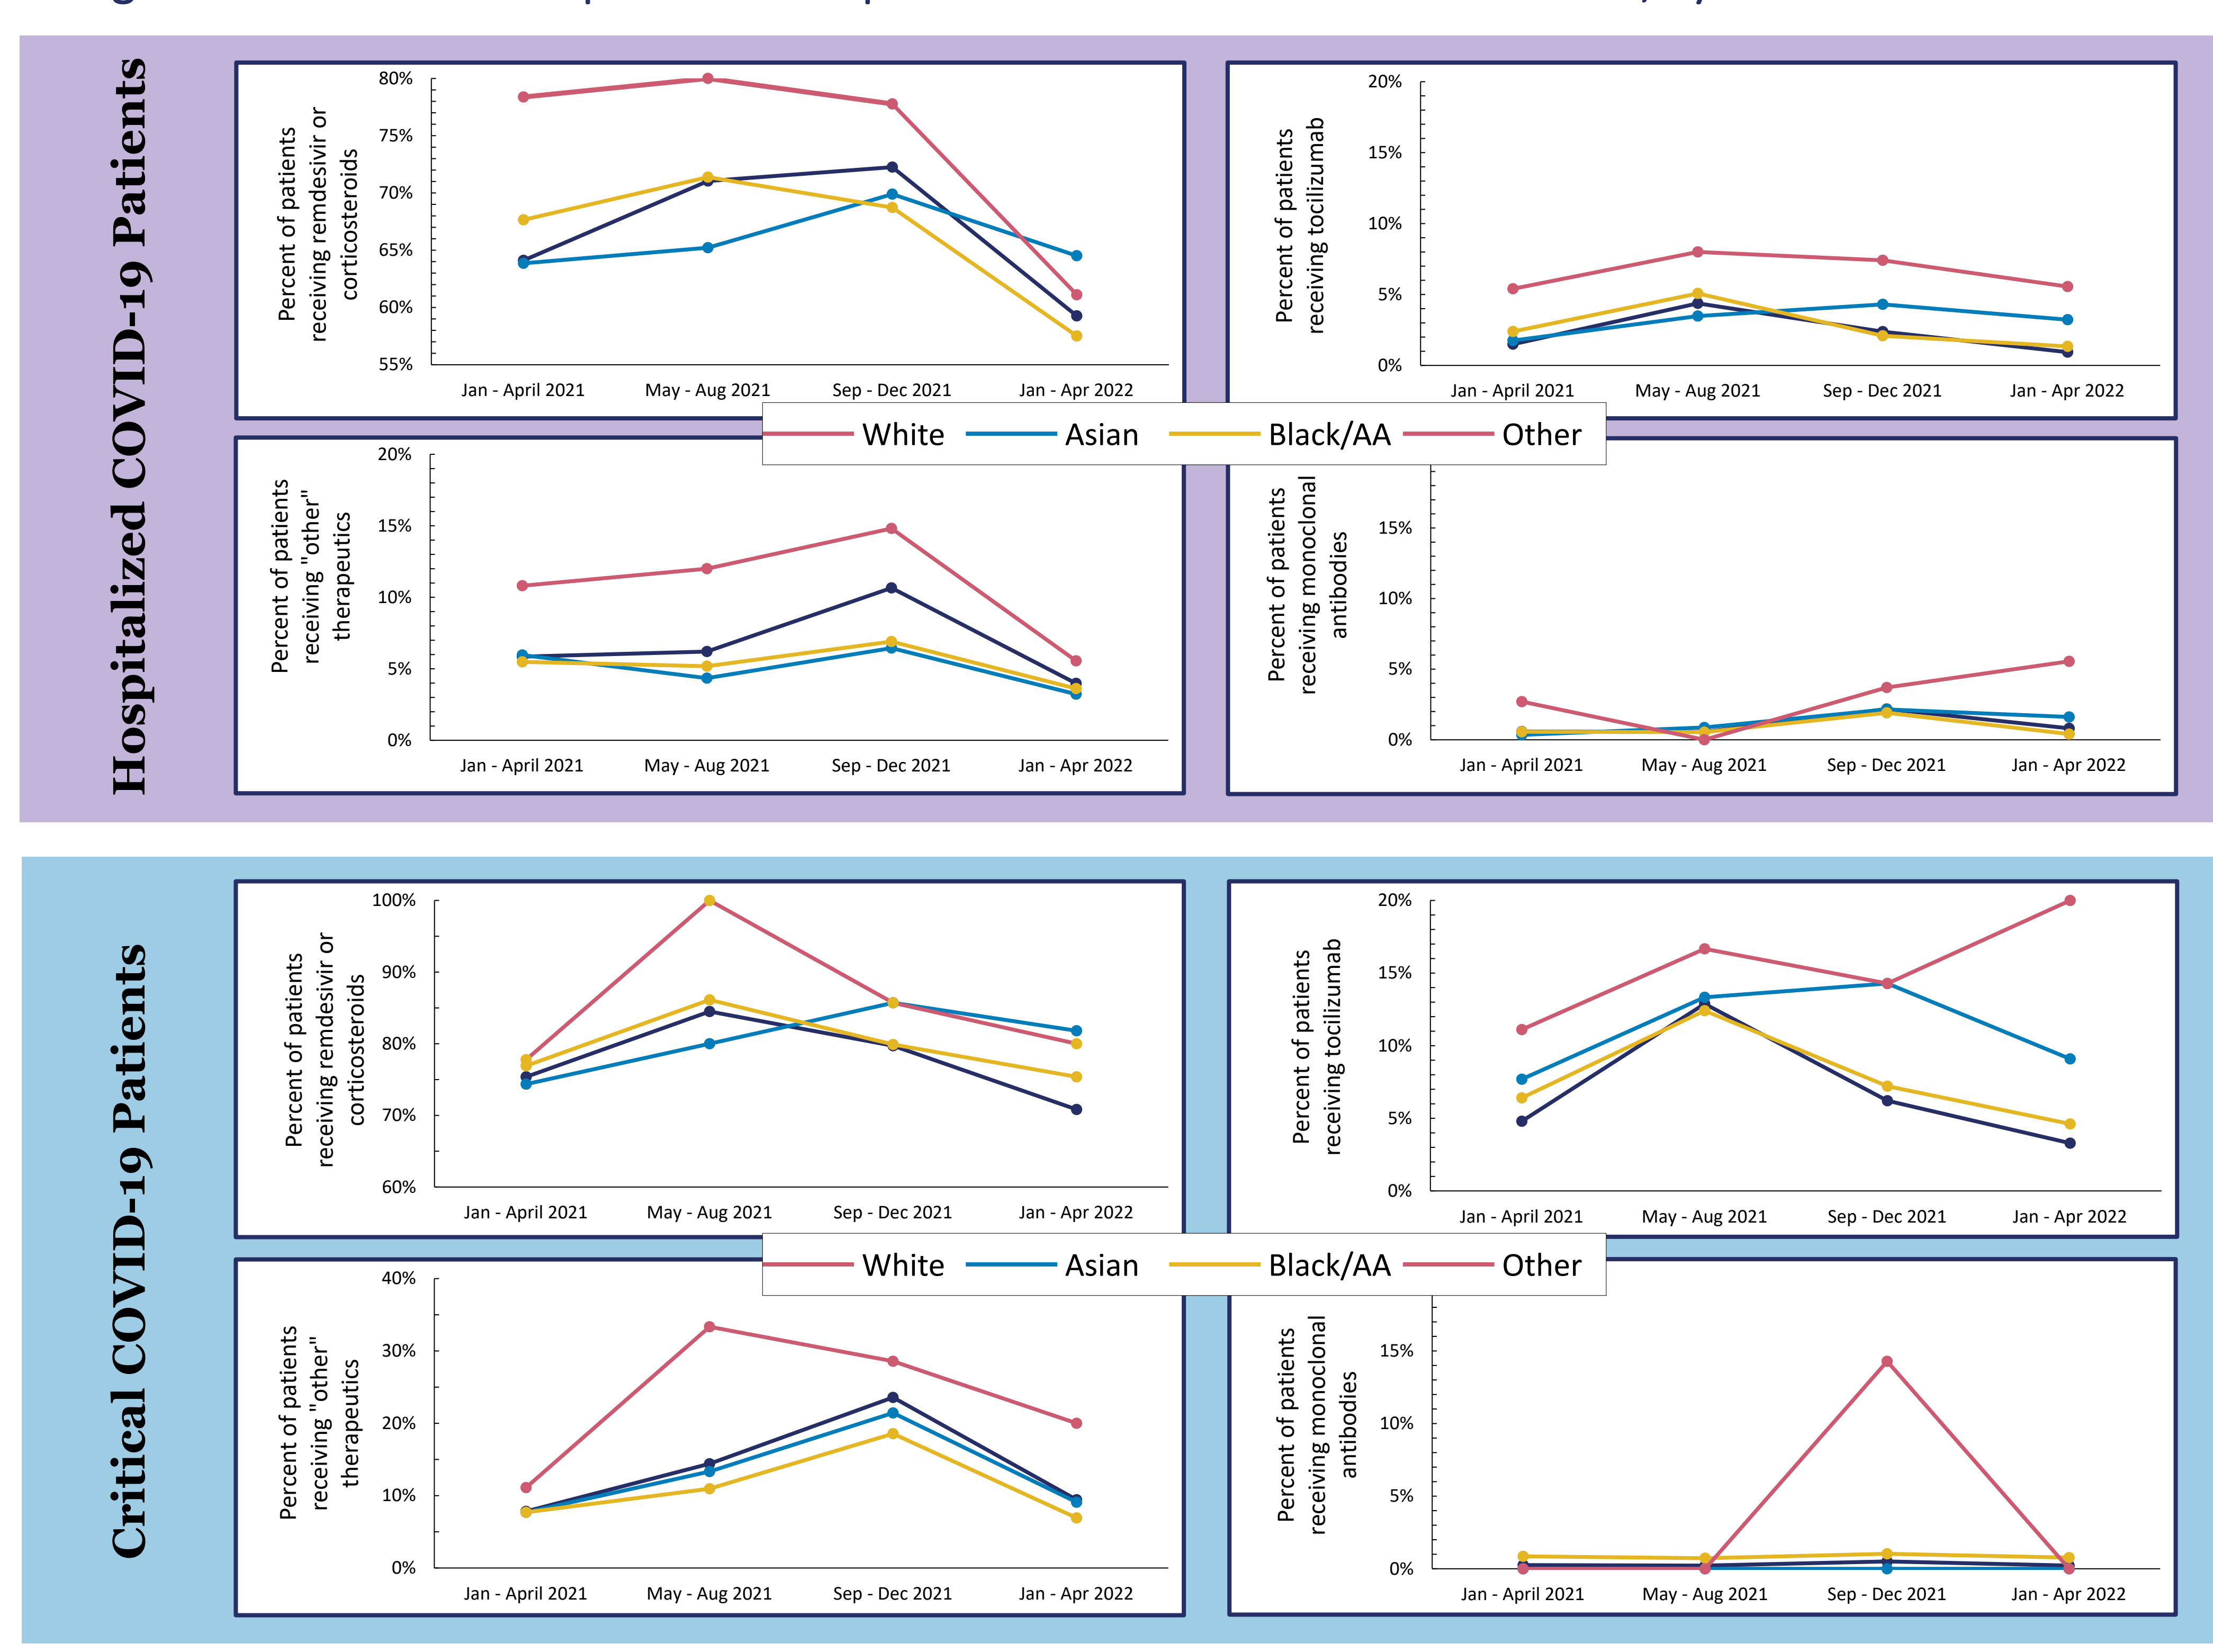 Hospitalized COVID-19 Patients
Percent of patients
receiving remdesivir or
corticosteroids
80%
75%
70%
65%
60%
55%
Jan - April 2021 May - Aug 2021 Sep - Dec 2021 Jan - Apr 2022
Percent of patients
receiving tocilizumab
20%
15%
10%
5%
0%
Jan - April 2021 May - Aug 2021 Sep - Dec 2021 Jan - Apr 2022
White Asian Black/AA Other
Percent of patients
receiving "other"
therapeutics
20%
15%
10%
5%
0%
Jan - April 2021 May - Aug 2021 Sep - Dec 2021 Jan - Apr 2022
Percent of patients
receiving monoclonal
antibodies
15%
10%
5%
0%
Jan - April 2021 May - Aug 2021 Sep - Dec 2021 Jan - Apr 2022
Critical COVID-19 Patients
Percent of patients
receiving remdesivir or
corticosteroids
100%
90%
80%
70%
60%
Jan - April 2021 May - Aug 2021 Sep - Dec 2021 Jan - Apr 2022
Percent of patients
receiving tocilizumab
20%
15%
10%
5%
0%
Jan - April 2021 May - Aug 2021 Sep - Dec 2021 Jan - Apr 2022
White Asian Black/AA Other
Percent of patients
receiving "other"
therapeutics
40%
30%
20%
10%
0%
Jan - April 2021 May - Aug 2021 Sep - Dec 2021 Jan - Apr 2022
Percent of patients
receiving monoclonal
antibodies
15%
10%
5%
0%
Jan - April 2021 May - Aug 2021 Sep - Dec 2021 Jan - Apr 2022